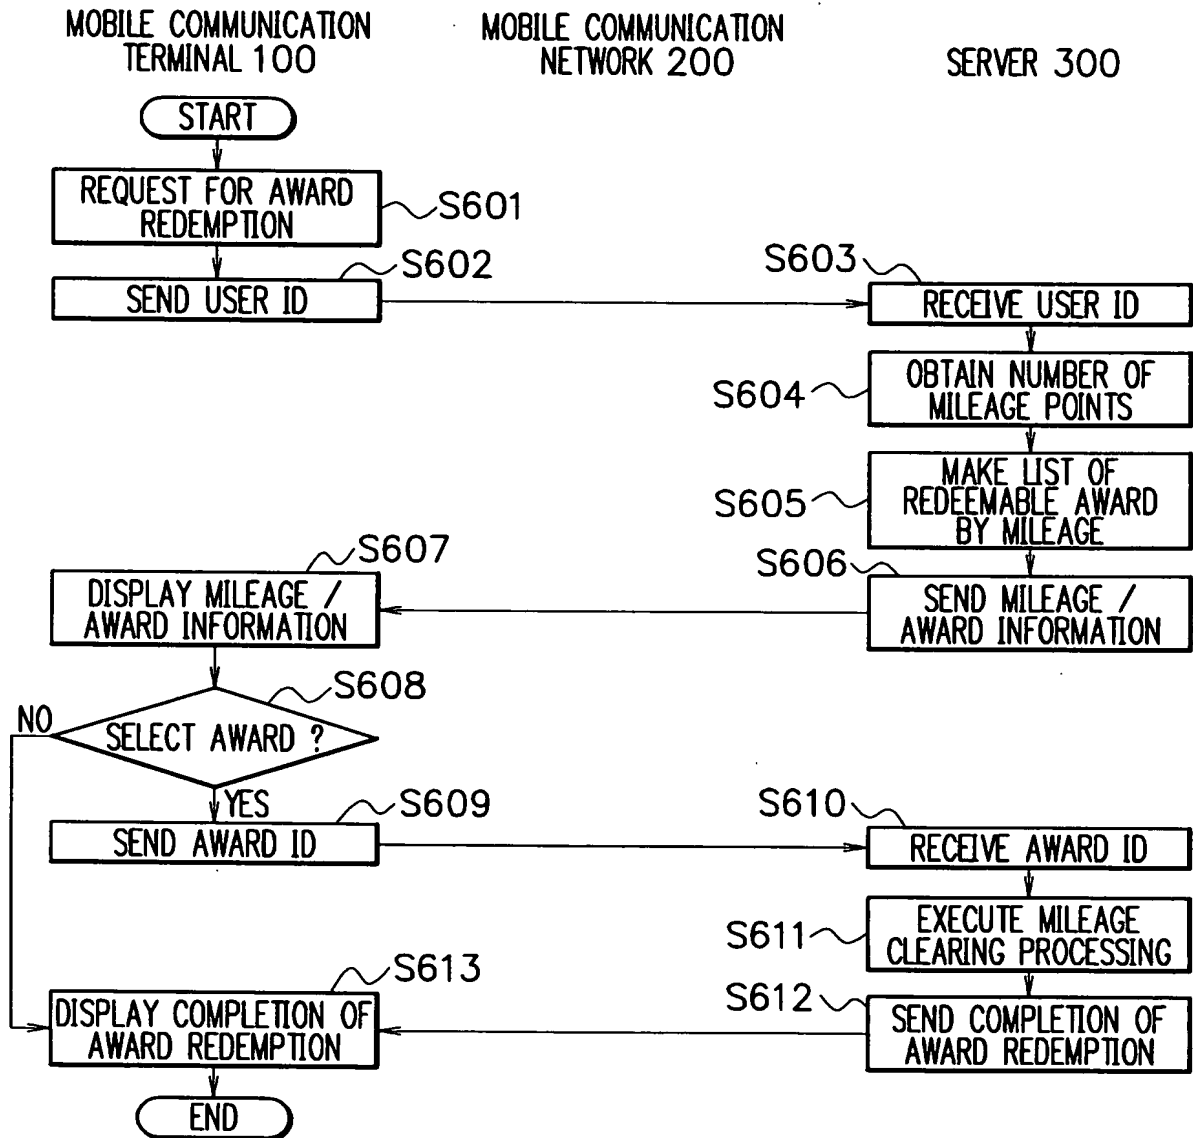 MOBILE COMMUNICATION
TERMINAL 100
MOBILE COMMUNICATION
NETWORK 200
SERVER 300
START
REQUEST FOR AWARD
REDEMPTION
S601
S602
SEND USER ID
S603
RECEIVE USER ID
S604
OBTAIN NUMBER OF
MILEAGE POINTS
S605
MAKE LIST OF
REDEEMABLE AWARD
BY MILEAGE
S606
SEND MILEAGE /
AWARD INFORMATION
S607
DISPLAY MILEAGE /
AWARD INFORMATION
S608
NO
SELECT AWARD ?
YES
S609
SEND AWARD ID
S610
RECEIVE AWARD ID
S611
EXECUTE MILEAGE
CLEARING PROCESSING
S612
SEND COMPLETION OF
AWARD REDEMPTION
S613
DISPLAY COMPLETION OF
AWARD REDEMPTION
END